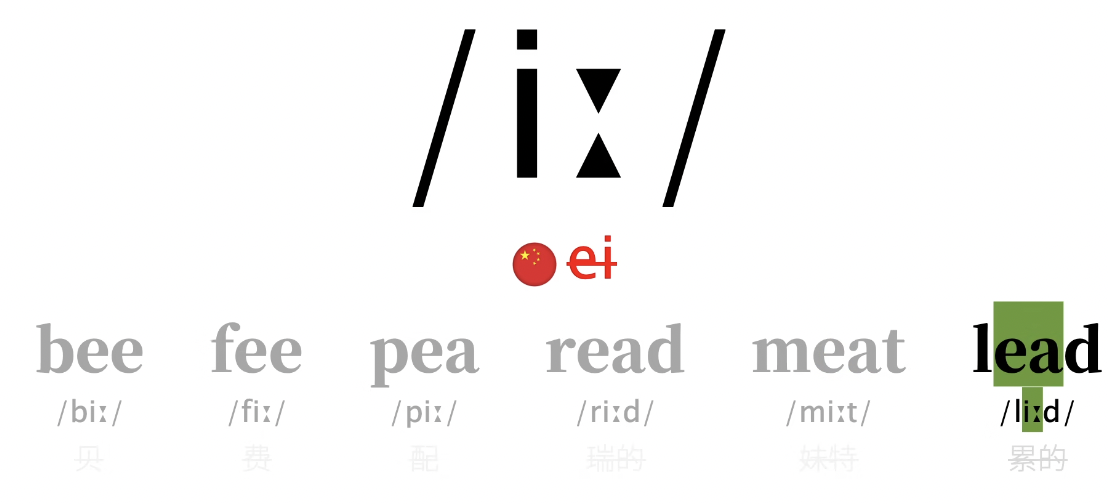 /iː/
ei
bee fee pea read meat lead
/biː/ /fiː/ /piː/ /riːd/ /miːt/ /liːd/
贝 费 配 瑞的 妹特 累的